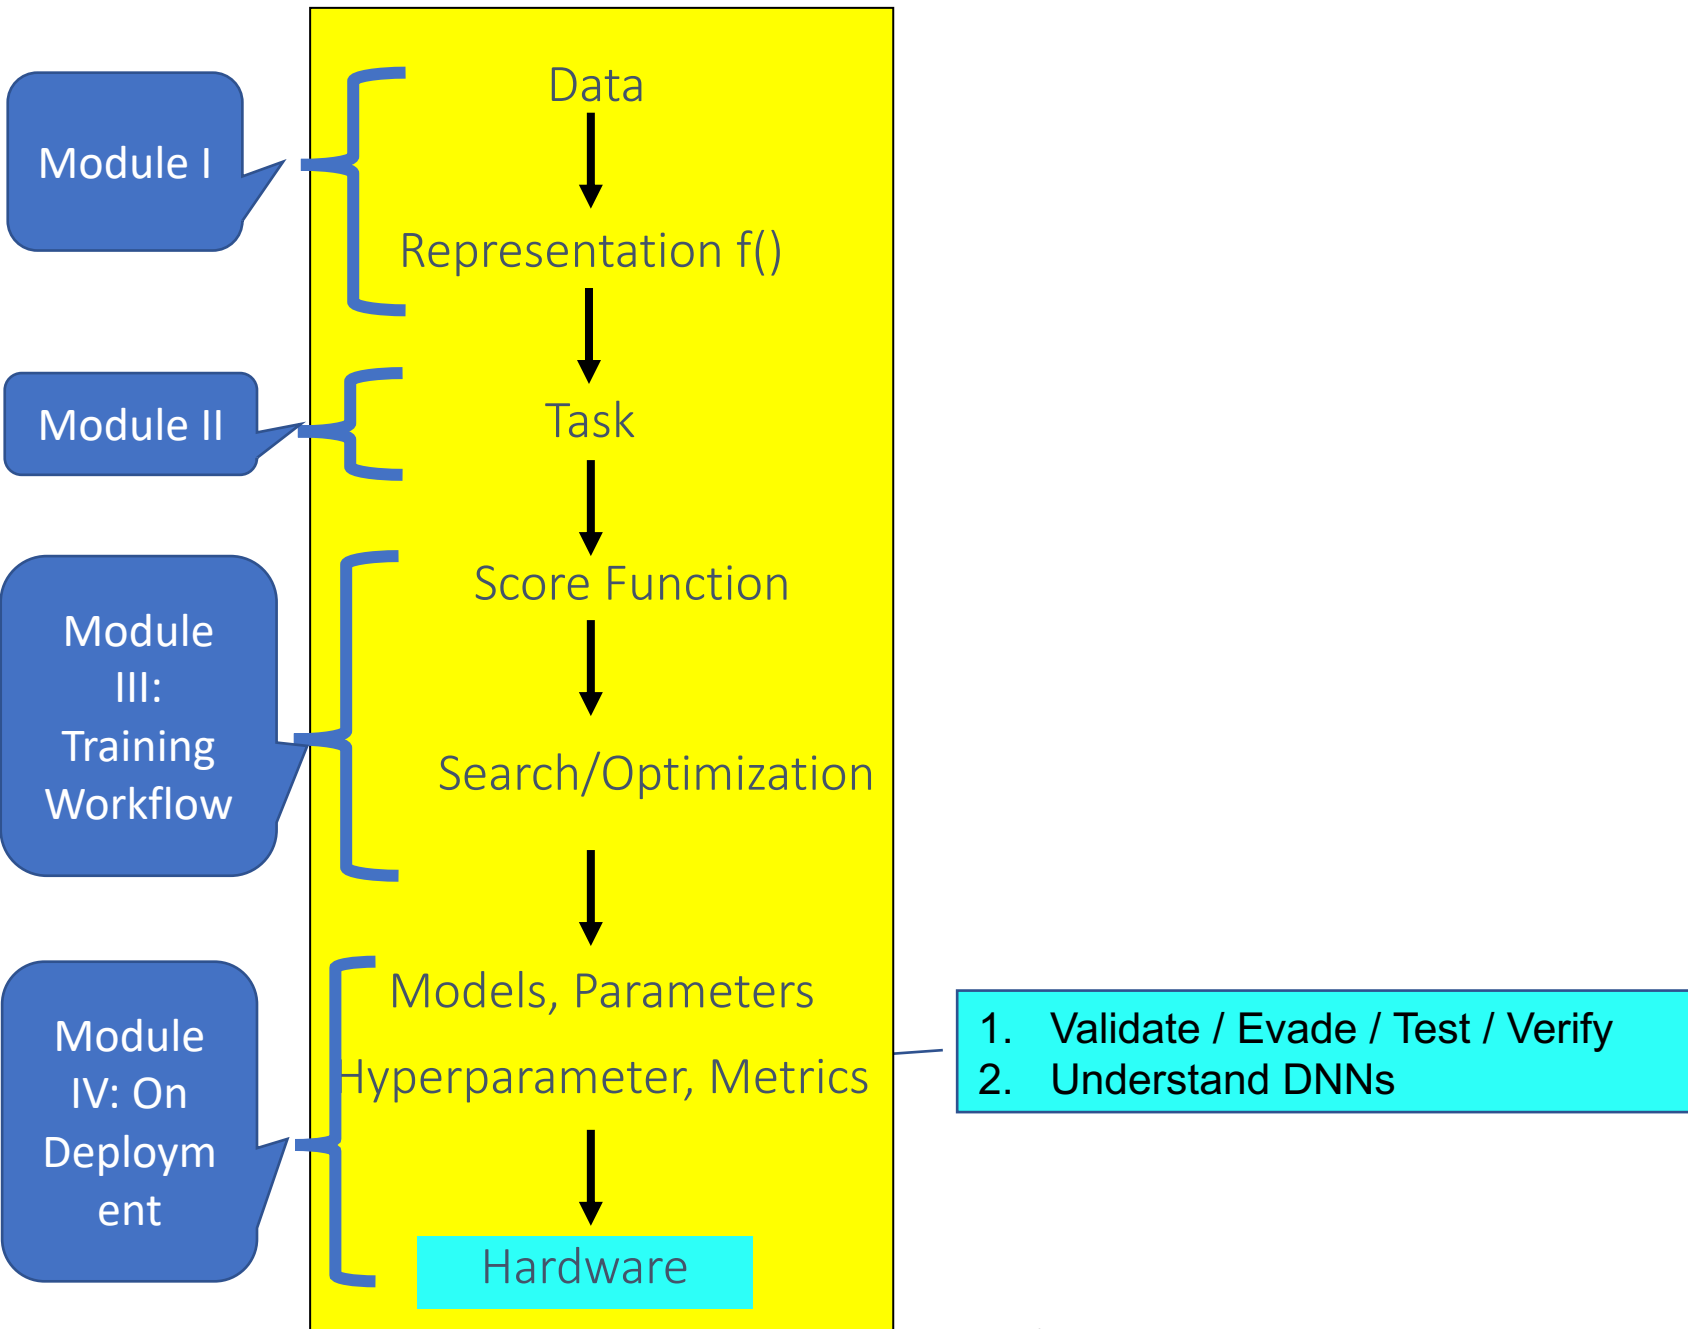 Module I
Data
Representation f()
Module II
Task
Module
III:
Training
Workflow
Score Function
Search/Optimization
Module
IV: On
Deploym
ent
Models, Parameters
Hyperparameter, Metrics
Hardware
1. Validate / Evade / Test / Verify
2. Understand DNNs